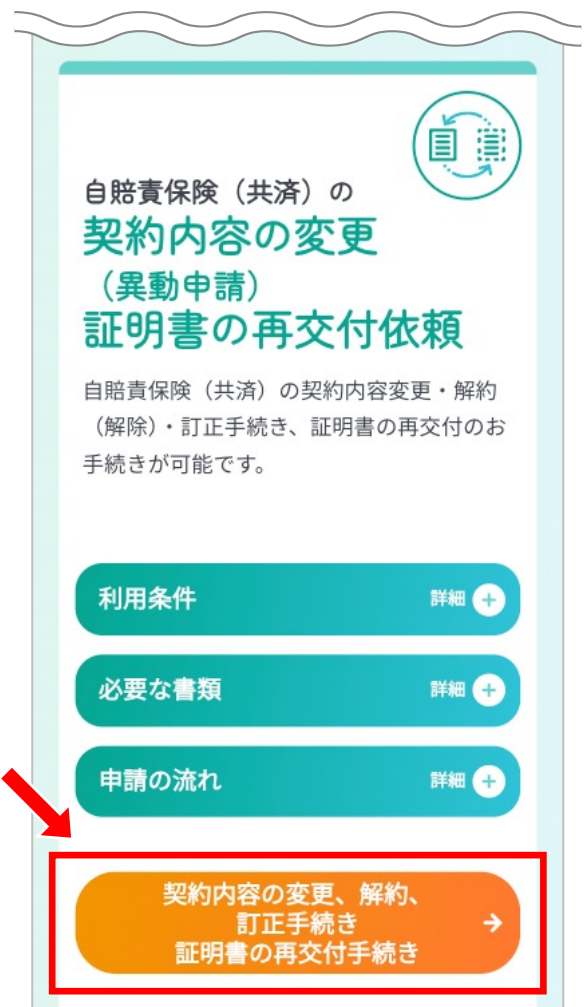 自賠責保険（共済）の
契約内容の変更
（異動申請）
証明書の再交付依頼
自賠責保険（共済）の契約内容変更・解約
（解除）・訂正手続き、証明書の再交付のお
手続きが可能です。
利用条件 詳細
必要な書類 詳細
申請の流れ 詳細
契約内容の変更、解約、
訂正手続き
証明書の再交付手続き